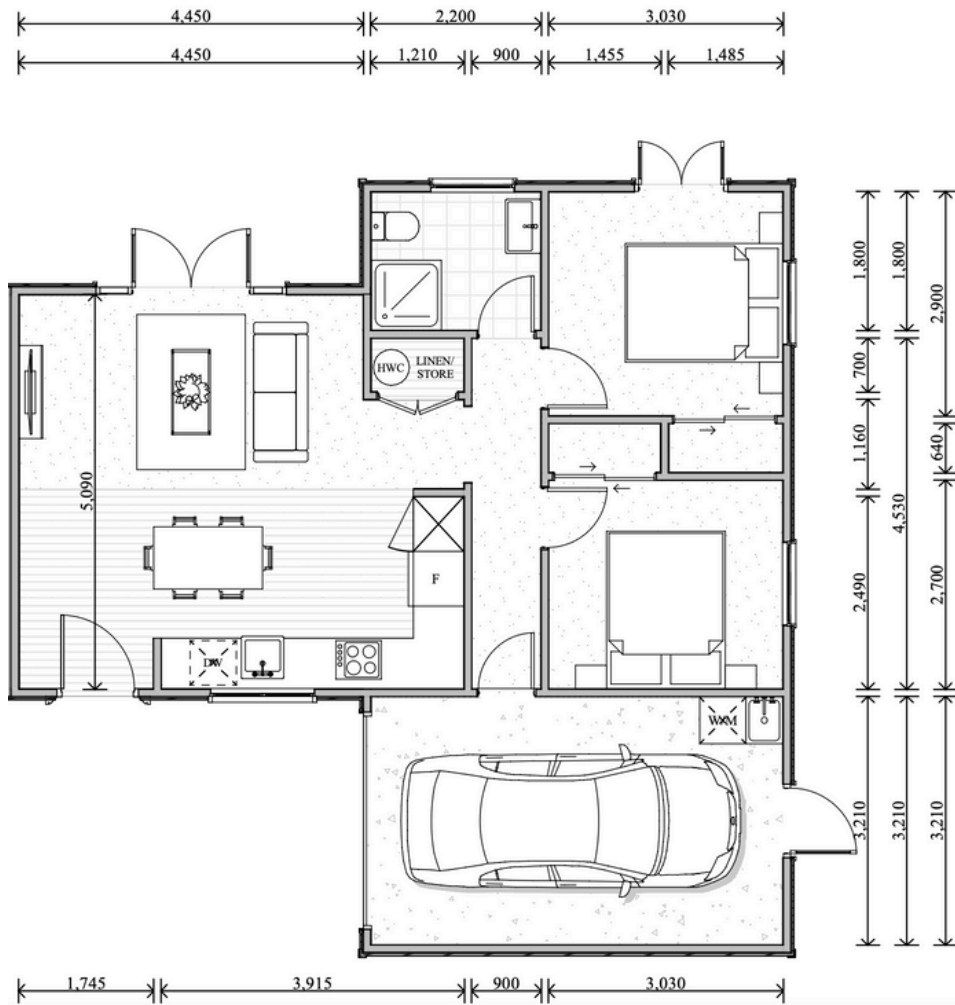 4,450 2,200 3,030
4,450 1,210 900 1,455 1,485
1,800 1,800 2,900
HWC LINEN/
STORE
700
1,160 640
5,090
4,530
F
2,490 2,700
DW
WM
3,210 3,210 3,210
1,745 3,915 900 3,030